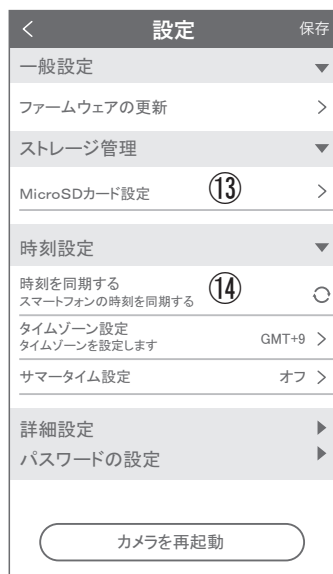 設定 保存
一般設定
ファームウェアの更新
ストレージ管理
MicroSDカード設定 ⑬
時刻設定
時刻を同期する
スマートフォンの時刻を同期する ⑭
タイムゾーン設定
タイムゾーンを設定します GMT+9
サマータイム設定 オフ
詳細設定
パスワードの設定
カメラを再起動